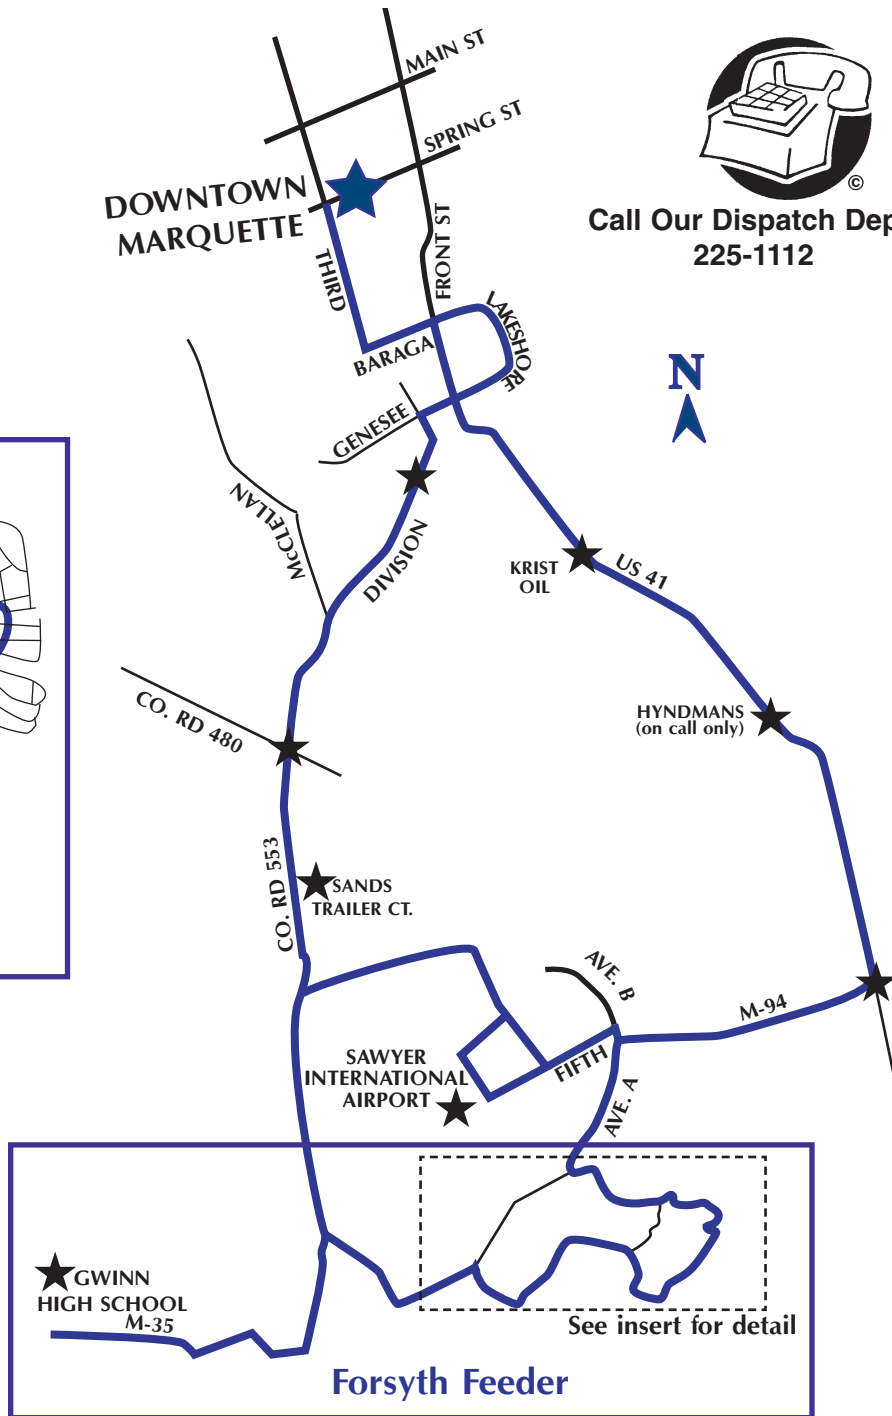 MAIN ST
SPRING ST
DOWNTOWN
MARQUETTE
THIRD
FRONT ST
©
Call Our Dispatch Dep
225-1112
LAKESHORE
BARAGA
N
GENESEE
McCLELLAN
DIVISION
KRIST
OIL
US 41
CO. RD 480
HYNDMANS
(on call only)
CO. RD 553
SANDS
TRAILER CT.
AVE. B
M-94
SAWYER
INTERNATIONAL
AIRPORT
FIFTH
AVE. A
GWINN
HIGH SCHOOL
M-35
See insert for detail
Forsyth Feeder